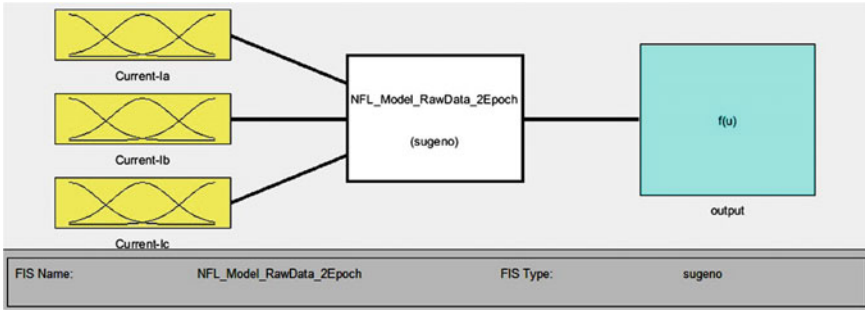 Current-Ia
Current-Ib
Current-Ic
NFL_Model_RawData_2Epoch
(sugeno)
f(u)
output
FIS Name: NFL_Model_RawData_2Epoch FIS Type: sugeno